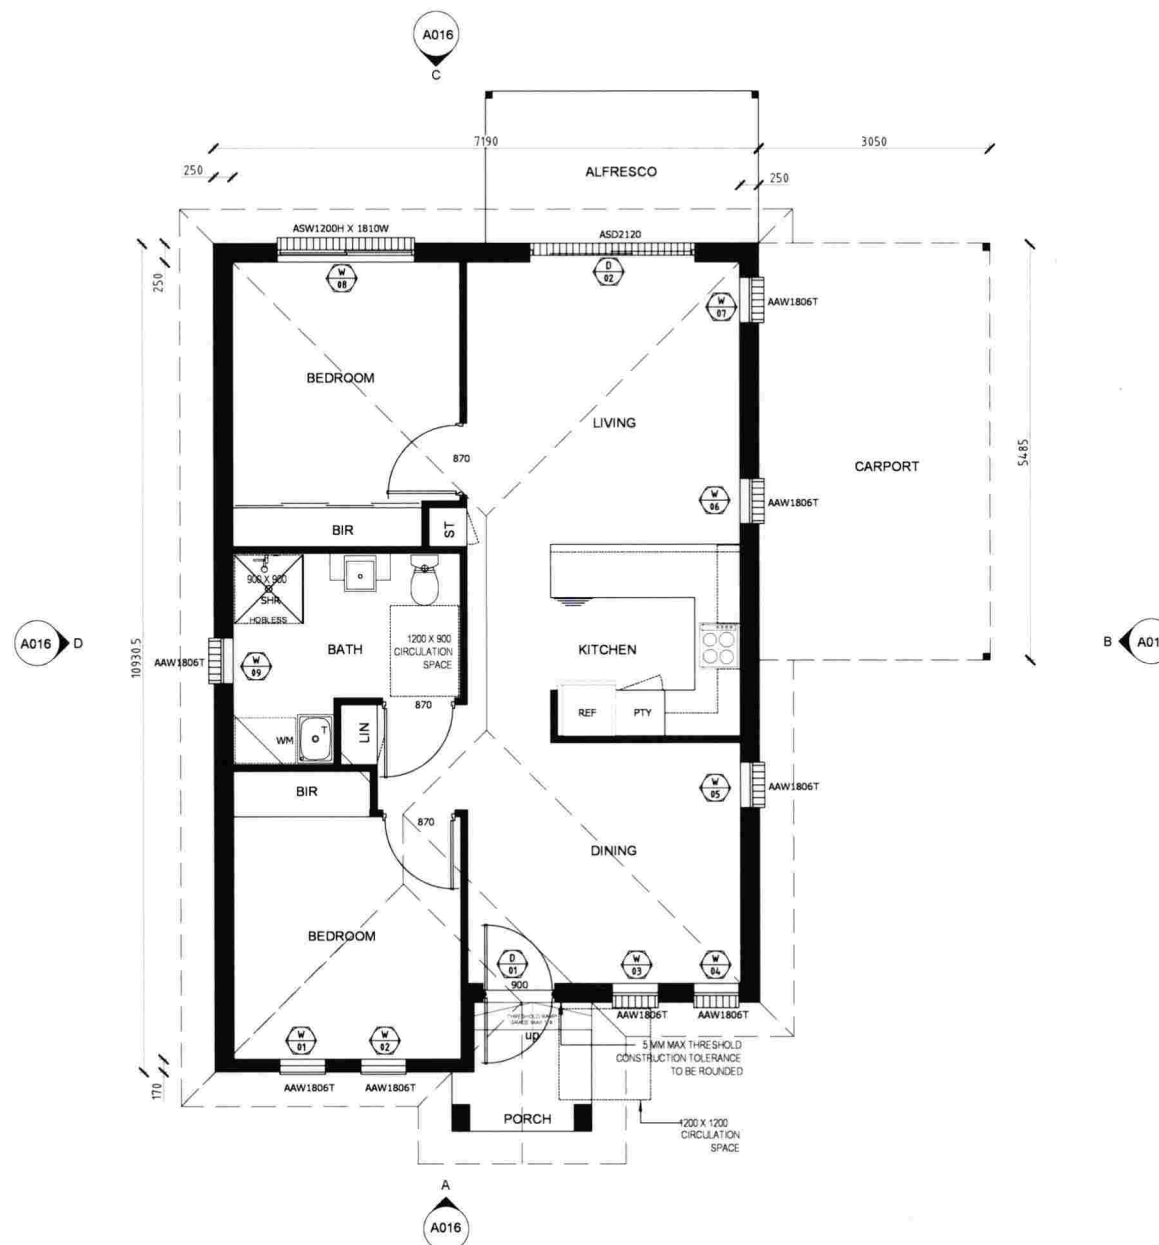 A016
C
7190
3050
250
ALFRESCO
250
ASW1200H X 1810W
ASD2120
W
08
D
02
250
W
07
AAW1806T
BEDROOM
LIVING
870
CARPORT
5485
W
06
AAW1806T
BIR
ST
900 X 900
SHR
HOBLESS
A016
D
10930.5
AAW1806T
W
09
BATH
1200 X 900
CIRCULATION
SPACE
KITCHEN
B
A01
870
REF
PTY
WM
T
LIN
BIR
W
05
AAW1806T
870
DINING
BEDROOM
D
01
900
W
03
W
04
AAW1806T
AAW1806T
up
W
01
W
02
5 MM MAX THRESHOLD
CONSTRUCTION TOLERANCE
TO BE ROUNDED
170
AAW1806T
AAW1806T
PORCH
1200 X 1200
CIRCULATION
SPACE
A
A016